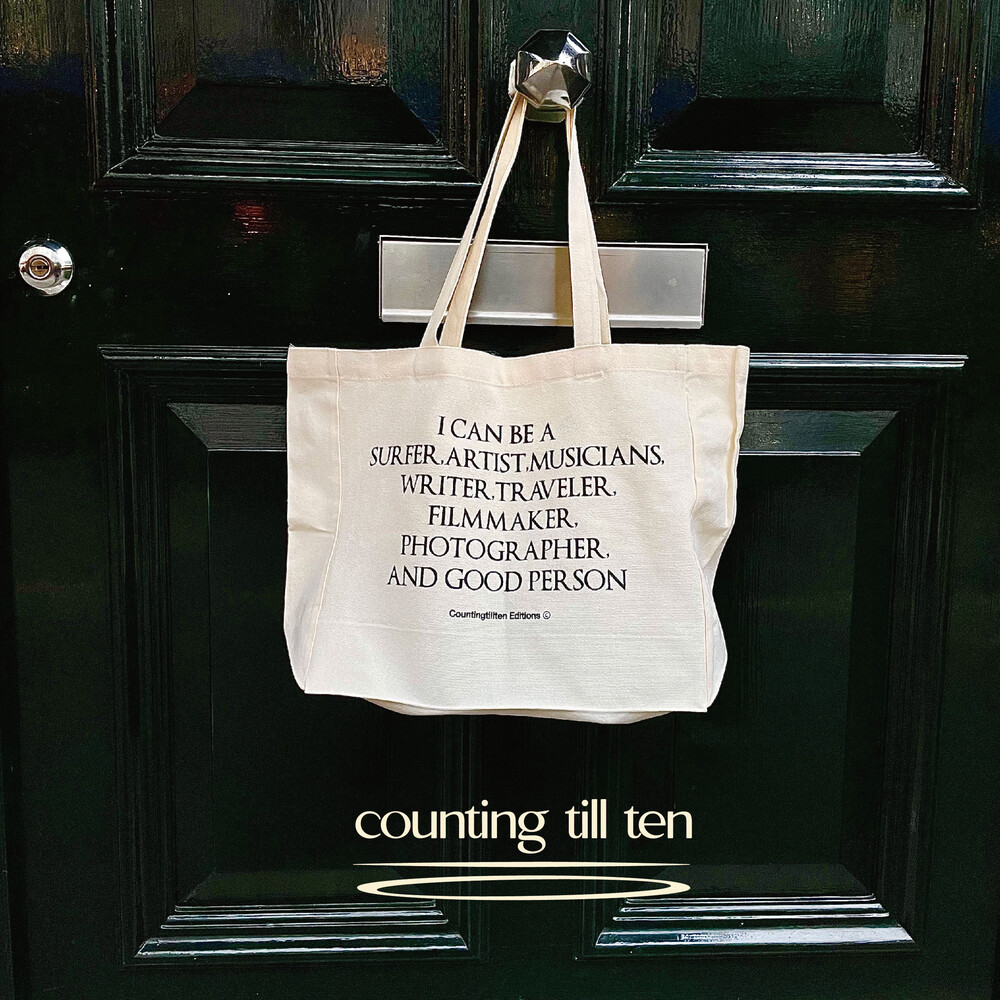 I CAN BE A
SURFER,ARTIST,MUSICIANS,
WRITER,TRAVELER,
FILMMAKER,
PHOTOGRAPHER,
AND GOOD PERSON
Countingtillten Editions ©
counting till ten